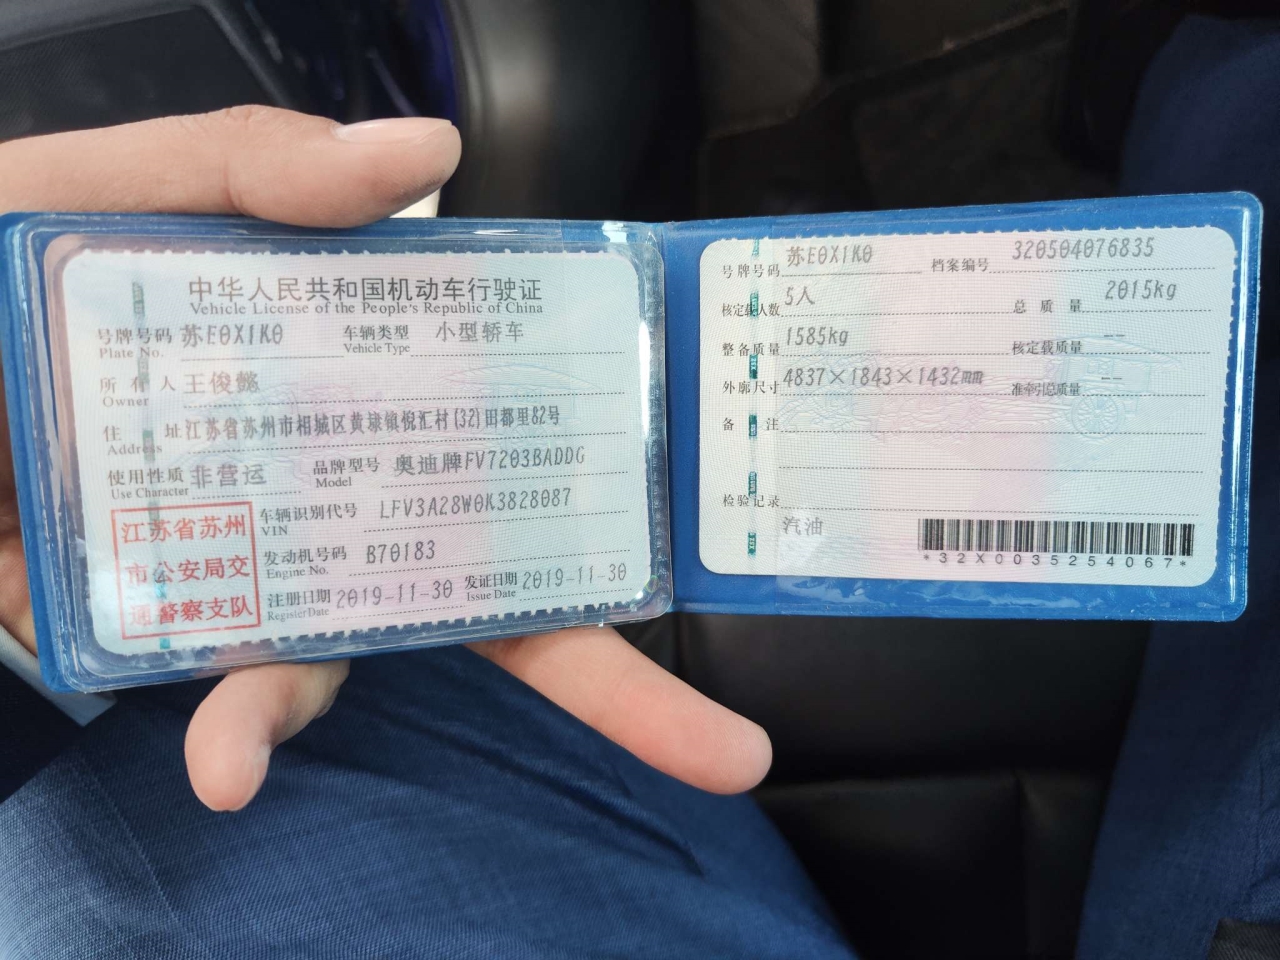 中华人民共和国机动车行驶证
Vehicle License of the People's Republic of China
号牌号码 苏E0X1K0 车辆类型 小型轿车
Plate No. Vehicle Type
所有人 王俊懿
Owner
住址 江苏省苏州市相城区黄埭镇倪汇村(32)田都里82号
Address
使用性质 非营运 品牌型号 奥迪牌FV7203BADDG
Use Character Model
江苏省苏州
市公安局交
通警察支队
车辆识别代号 LFV3A28W0K3828087
VIN
发动机号码 B70183
Engine No.
注册日期 2019-11-30 发证日期 2019-11-30
Register Date Issue Date
号牌号码 苏E0X1K0 档案编号 320504076835
核定载人数 5人 总质量 2015kg
整备质量 1585kg 核定载质量 --
外廓尺寸 4837×1843×1432mm 准牵引总质量 --
备注
检验记录
汽油
*32X0035254067*